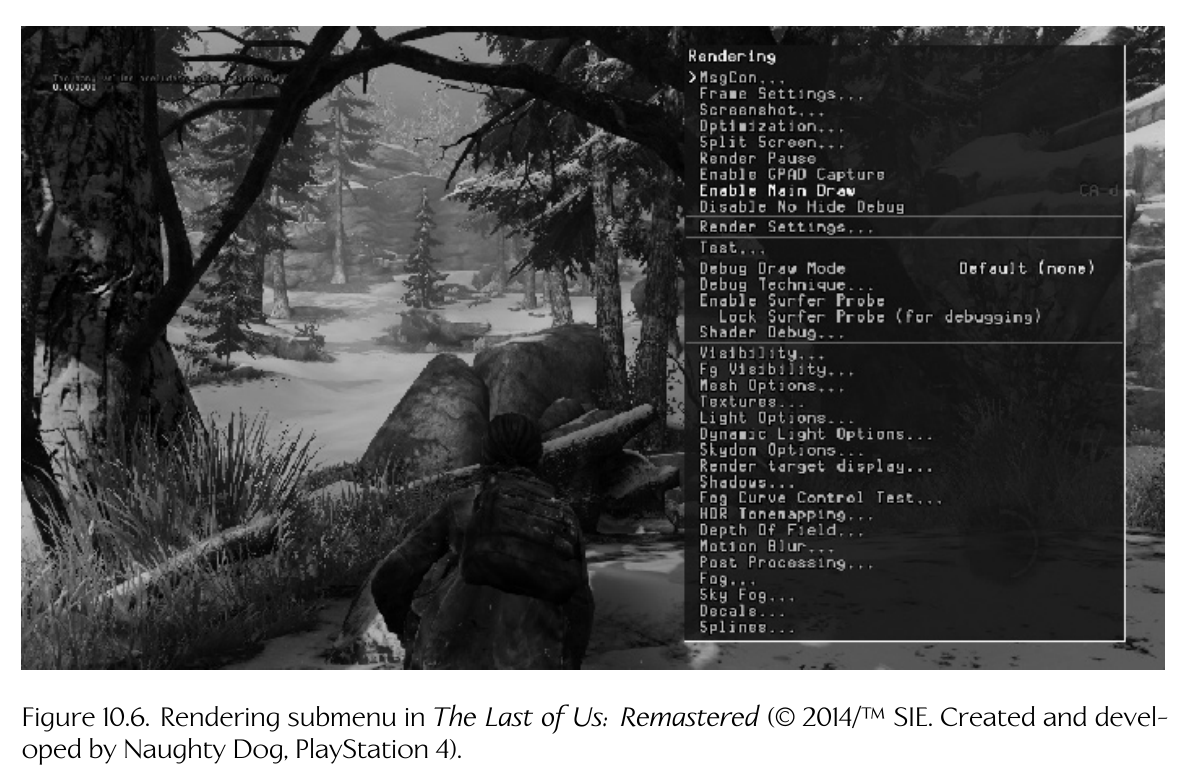 0.000000
Rendering
>MsgCon...
Frame Settings...
Screenshot...
Optimization...
Split Screen...
Render Pause
Enable GPAD Capture
Enable Main Draw
Disable No Hide Debug
Render Settings...
Test...
Debug Draw Mode Default (none)
Debug Technique...
Enable Surfer Probe
Lock Surfer Probe (for debugging)
Shader Debug...
Visibility...
Fg Visibility...
Mesh Options...
Textures...
Light Options...
Dynamic Light Options...
Skydom Options...
Render target display...
Shadows...
Fog Curve Control Test...
HDR Tonemapping...
Depth Of Field...
Motion Blur...
Post Processing...
Fog...
Sky Fog...
Decals...
Splines...
Figure 10.6. Rendering submenu in The Last of Us: Remastered (© 2014/™ SIE. Created and devel-
oped by Naughty Dog, PlayStation 4).